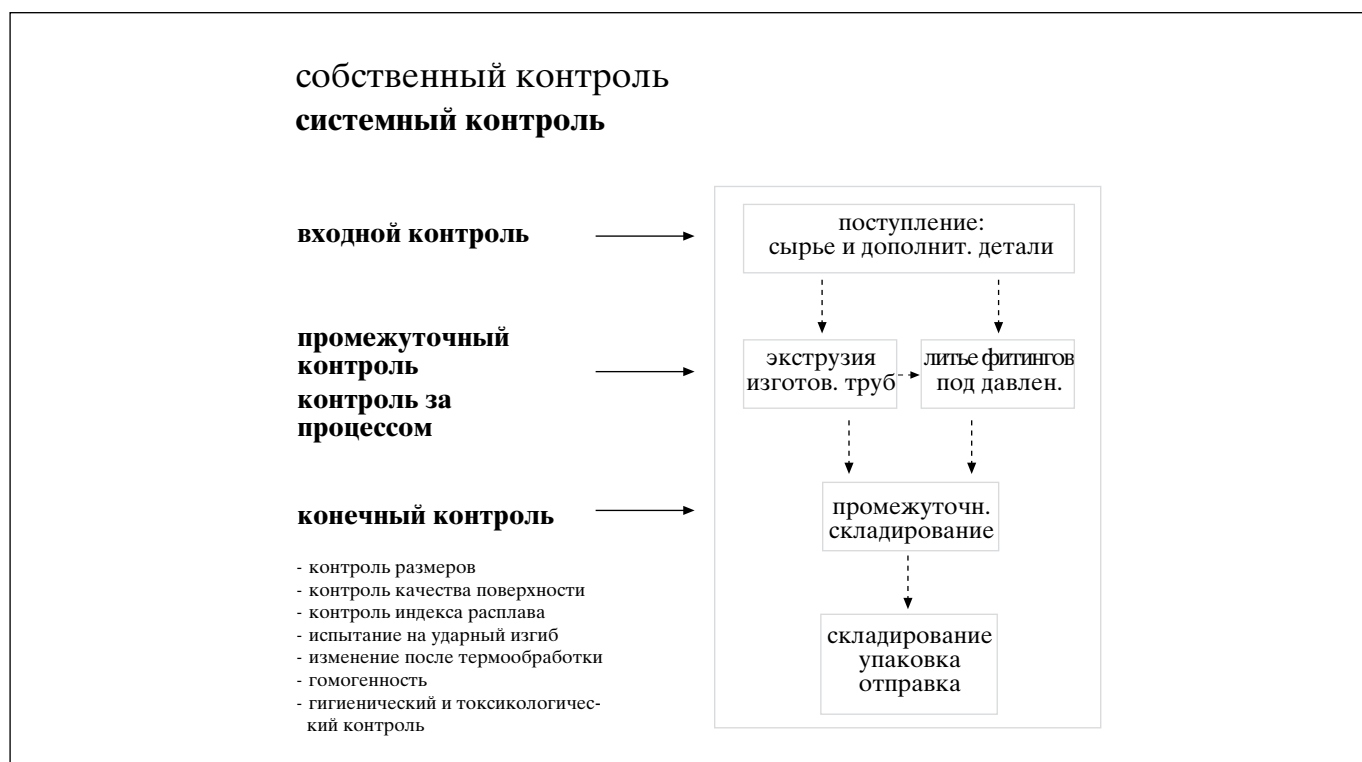 собственный контроль
системный контроль
входной контроль
поступление:
сырье и дополнит. детали
промежуточный
контроль
контроль за
процессом
экструзия
изготов. труб
литье фитингов
под давлен.
конечный контроль
промежуточн.
складирование
- контроль размеров
- контроль качества поверхности
- контроль индекса расплава
- испытание на ударный изгиб
- изменение после термообработки
- гомогенность
- гигиенический и токсикологичес-
ский контроль
складирование
упаковка
отправка